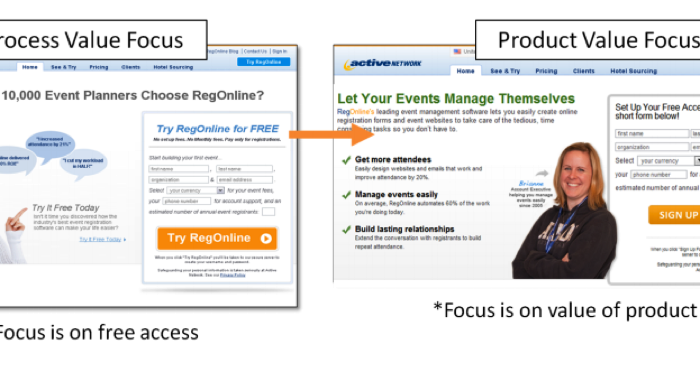 rocess Value Focus
Product Value Focus
RegOnline Blog | Contact Us | Sign In
Try RegOnline
Home See & Try Pricing Clients Hotel Sourcing
10,000 Event Planners Choose RegOnline?
"Increased
attendance by 21%"
"I cut my workload
in HALF!"
Try It Free Today
Isn't it time you discovered how the
industry's best event registration
software can make your life easier?
Try It Free Today
Try RegOnline for FREE
No set up fees. No Monthly fees. Pay only for registrations.
Start building your first event...
first name , last name ,
organization & email address .
Select your currency for your event fees,
your phone number for account support, and an
estimated number of annual event registrants:
Try RegOnline
When you click "Try RegOnline" you'll be taken to our secure server to
create your username and password.
Safeguarding your personal information is taken seriously at Active
Network. See our Privacy Policy.
Focus is on free access
active NETWORK
Home See & Try Pricing Clients Hotel Sourcing
Let Your Events Manage Themselves
RegOnline's leading event management software lets you easily create online
registration forms and event websites to take care of the tedious, time
consuming tasks so you don't have to.
Get more attendees
Easily design websites and emails that work and
improve attendance by 20%.
Manage events easily
On average, RegOnline automates 60% of the work
you're doing today.
Build lasting relationships
Extend the conversation with registrants to build
repeat attendance.
Brianna
Account Executive
helping you manage
events easily
since 2005
Set Up Your Free Acce
short form below!
first name
organization
Select your currency
your phone number for
estimated number of annual
SIGN UP
When you click "Sign Up F
Safeguarding your pers
*Focus is on value of product